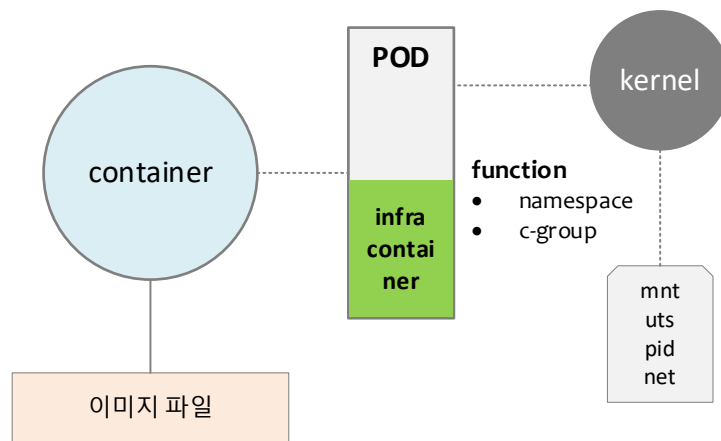 POD
kernel
container
function
• namespace
• c-group
infra
contai
ner
mnt
uts
pid
net
이미지 파일